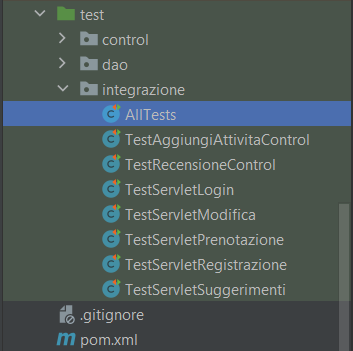 test
control
dao
integrazione
AllTests
TestAggiungiAttivitaControl
TestRecensioneControl
TestServletLogin
TestServletModifica
TestServletPrenotazione
TestServletRegistrazione
TestServletSuggerimenti
.gitignore
m pom.xml